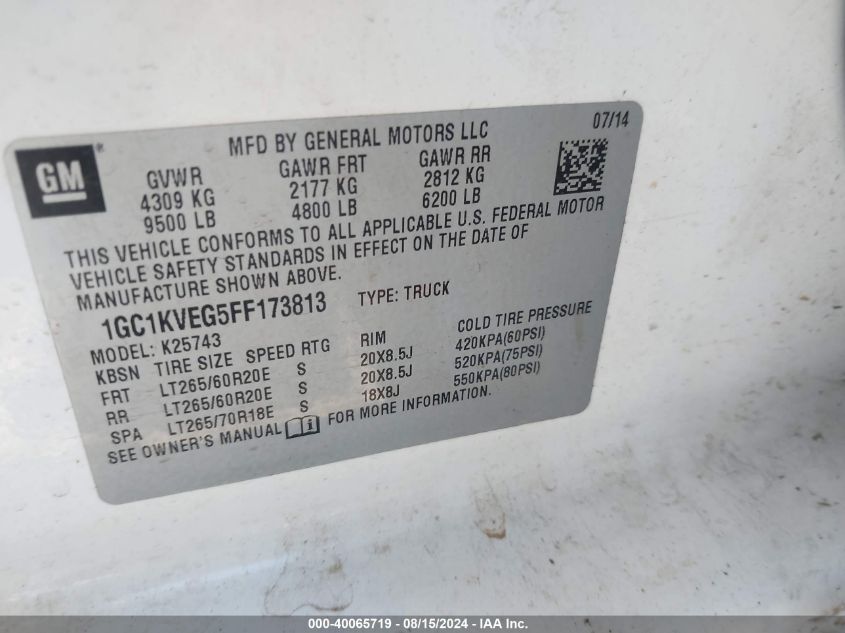 07/14
GM ®
MFD BY GENERAL MOTORS LLC
GVWR GAWR FRT GAWR RR
4309 KG 2177 KG 2812 KG
9500 LB 4800 LB 6200 LB
THIS VEHICLE CONFORMS TO ALL APPLICABLE U.S. FEDERAL MOTOR
VEHICLE SAFETY STANDARDS IN EFFECT ON THE DATE OF
MANUFACTURE SHOWN ABOVE.
1GC1KVEG5FF173813 TYPE: TRUCK
MODEL: K25743
KBSN TIRE SIZE SPEED RTG RIM COLD TIRE PRESSURE
FRT LT265/60R20E S 20X8.5J 420KPA(60PSI)
RR LT265/60R20E S 20X8.5J 520KPA(75PSI)
SPA LT265/70R18E S 18X8J 550KPA(80PSI)
SEE OWNER'S MANUAL FOR MORE INFORMATION.
000-40065719 - 08/15/2024 - IAA Inc.